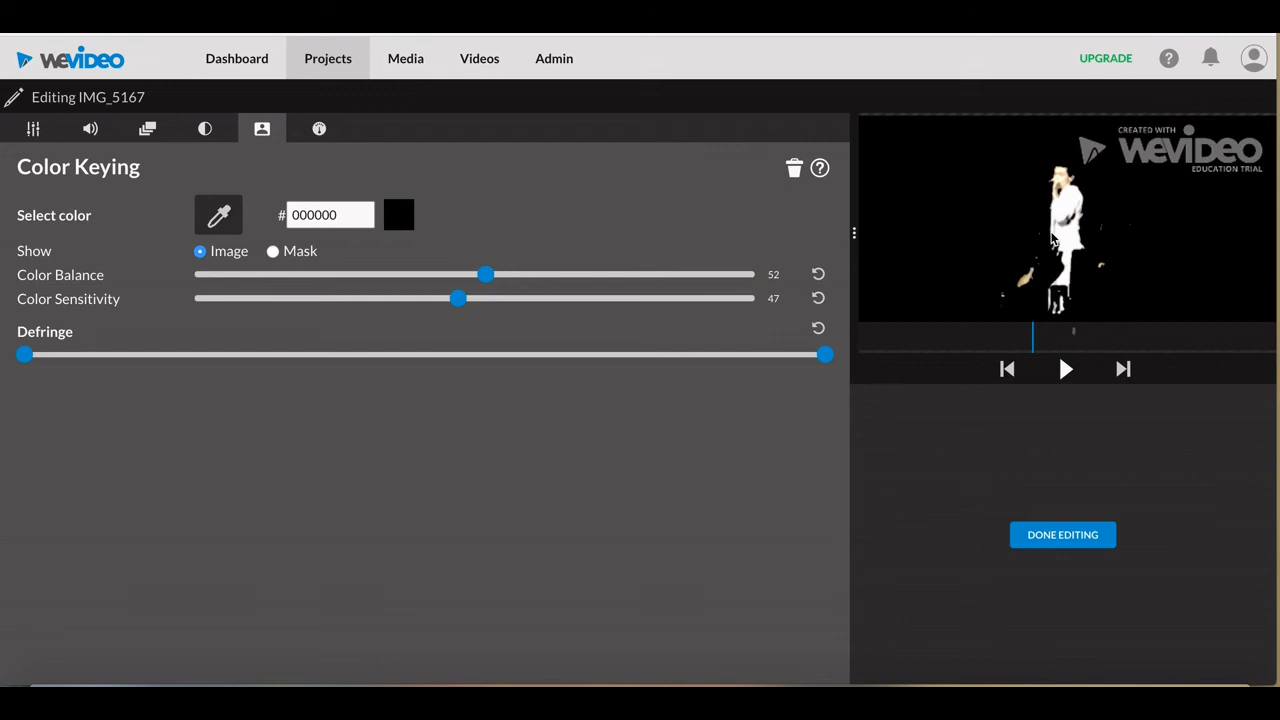 wevideo
Dashboard
Projects
Media
Videos
Admin
UPGRADE
?
Editing IMG_5167
Color Keying
?
Select color
#
000000
Show
Image
Mask
Color Balance
52
Color Sensitivity
47
Defringe
CREATED WITH
wevideo
EDUCATION TRIAL
DONE EDITING